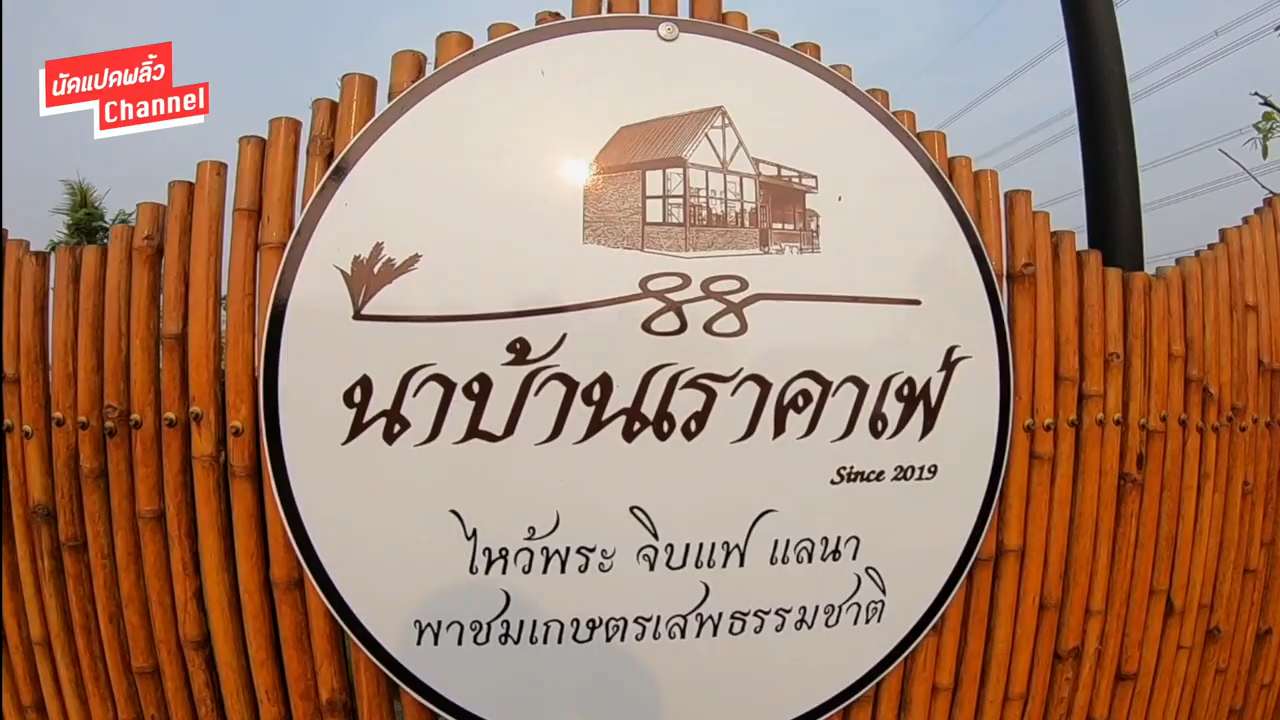 นัดแปดพลิ้ว
Channel
88
นาบ้านเราคาเฟ่
Since 2019
ไหว้พระ จิบแฟ แลนา
พาชมเกษตรเสพธรรมชาติ